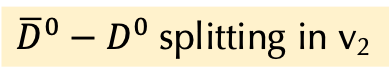 D̅⁰ − D⁰ splitting in v₂